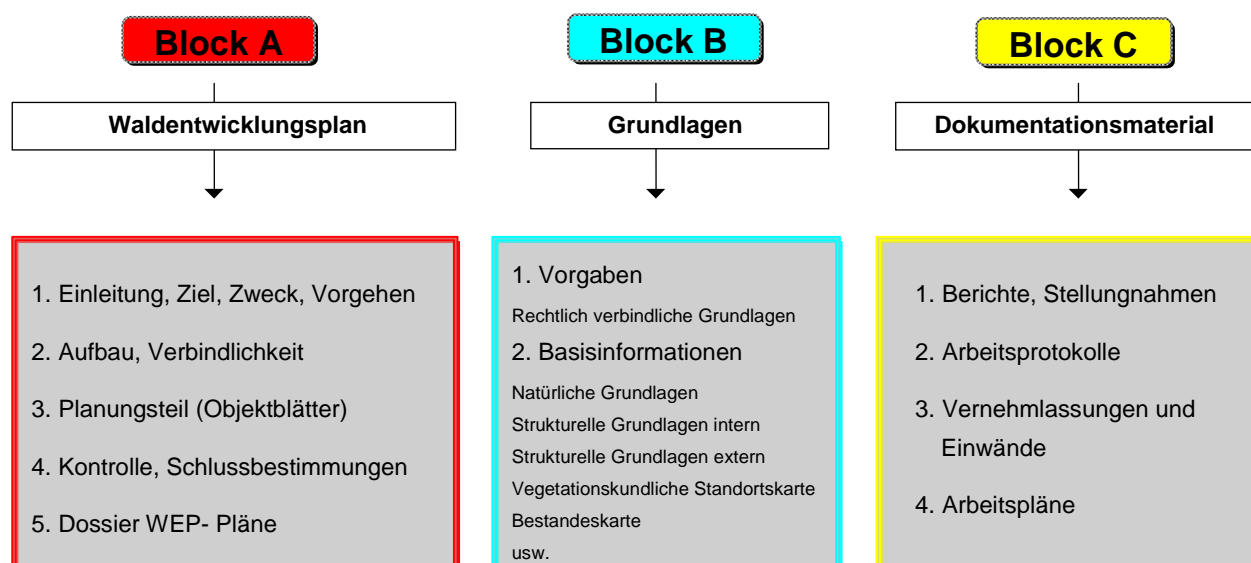 Block A
Waldentwicklungsplan
1. Einleitung, Ziel, Zweck, Vorgehen
2. Aufbau, Verbindlichkeit
3. Planungsteil (Objektblätter)
4. Kontrolle, Schlussbestimmungen
5. Dossier WEP- Pläne
Block B
Grundlagen
1. Vorgaben
Rechtlich verbindliche Grundlagen
2. Basisinformationen
Natürliche Grundlagen
Strukturelle Grundlagen intern
Strukturelle Grundlagen extern
Vegetationskundliche Standortskarte
Bestandeskarte
usw.
Block C
Dokumentationsmaterial
1. Berichte, Stellungnahmen
2. Arbeitsprotokolle
3. Vernehmlassungen und
Einwände
4. Arbeitspläne